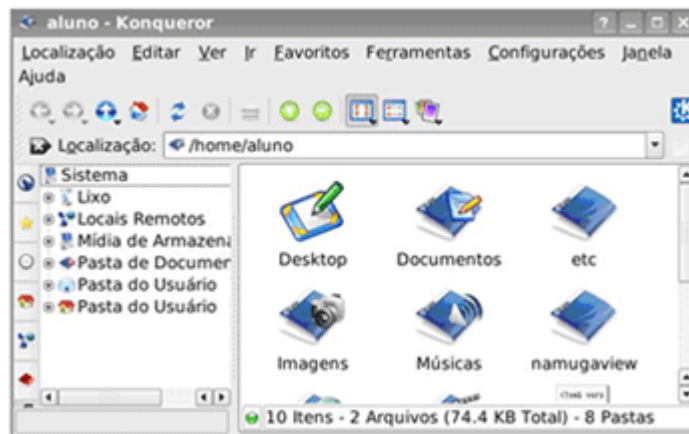 aluno - Konqueror
Localização Editar Ver Ir Favoritos Ferramentas Configurações Janela
Ajuda
Localização: /home/aluno
Sistema
Lixo
Locais Remotos
Mídia de Armazena
Pasta de Documen
Pasta do Usuário
Pasta do Usuário
Desktop Documentos etc
Imagens Músicas namugaview
10 Itens - 2 Arquivos (74.4 KB Total) - 8 Pastas